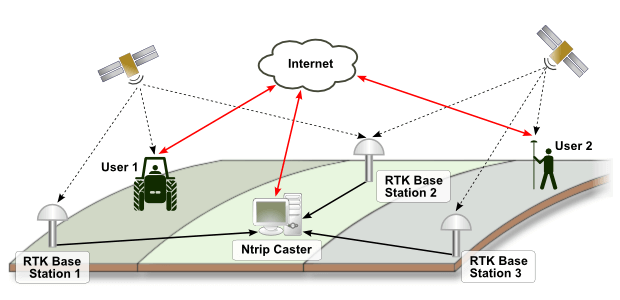 Internet
User 1
User 2
RTK Base
Station 2
Ntrip Caster
RTK Base
Station 1
RTK Base
Station 3